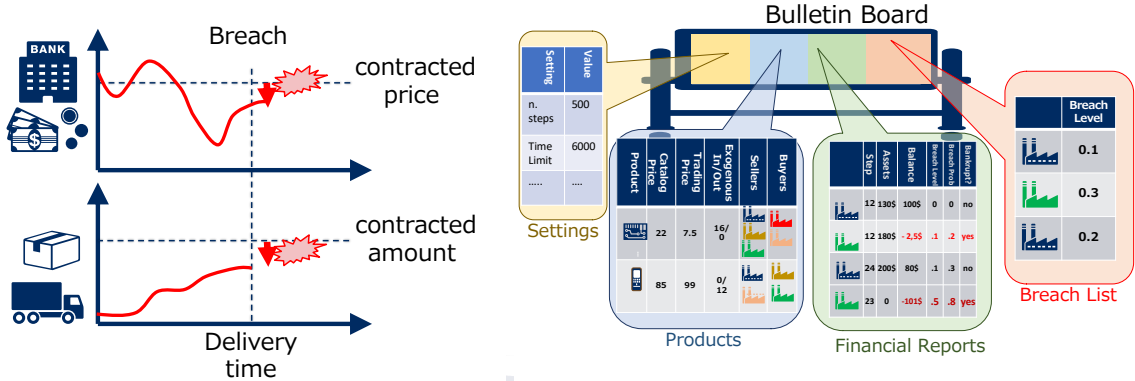 BANK
$
Breach
contracted
price
contracted
amount
Delivery
time
Bulletin Board
Setting Value
n. steps 500
Time Limit 6000
..... ....
Settings
Product Catalog Price Trading Price Exogenous In/Out Sellers Buyers
22 7.5 16/0
85 99 0/12
Products
Step Assets Balance Breach Level Breach Prob Bankrupt?
12 130$ 100$ 0 0 no
12 180$ - 2,5$ .1 .2 yes
24 200$ 80$ .1 .3 no
23 0 -101$ .5 .8 yes
Financial Reports
Breach
Level
0.1
0.3
0.2
Breach List